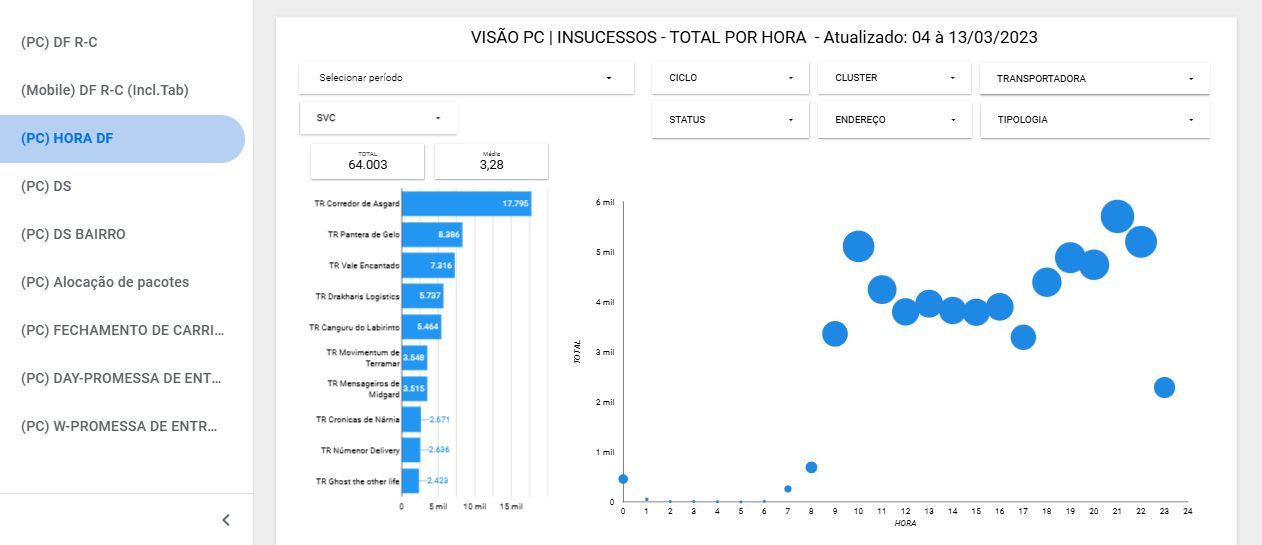 (PC) DF R-C
(Mobile) DF R-C (Incl.Tab)
(PC) HORA DF
(PC) DS
(PC) DS BAIRRO
(PC) Alocação de pacotes
(PC) FECHAMENTO DE CARRI...
(PC) DAY-PROMESSA DE ENT...
(PC) W-PROMESSA DE ENTR...
VISÃO PC | INSUCESSOS - TOTAL POR HORA - Atualizado: 04 à 13/03/2023
Selecionar período
CICLO
CLUSTER
TRANSPORTADORA
SVC
STATUS
ENDEREÇO
TIPOLOGIA
TOTAL
64.003
Média
3,28
TR Corredor de Asgard 17.795
TR Pantera de Gelo 8.386
TR Vale Encantado 7.316
TR Drakharis Logistics 5.737
TR Canguru do Labirinto 5.464
TR Movimentum de
Terramar 3.548
TR Mensageiros de
Midgard 3.515
TR Cronicas de Nárnia 2.671
TR Númenor Delivery 2.636
TR Ghost the other life 2.423
0 5 mil 10 mil 15 mil
6 mil
5 mil
4 mil
3 mil
2 mil
1 mil
0
TOTAL
0 1 2 3 4 5 6 7 8 9 10 11 12 13 14 15 16 17 18 19 20 21 22 23 24
HORA